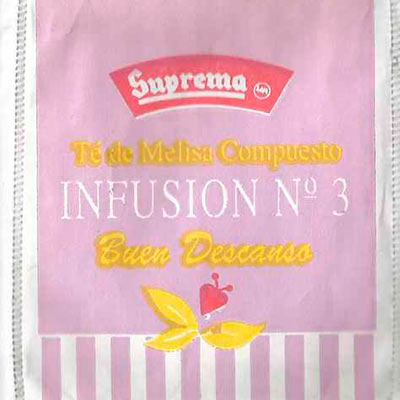 Suprema
Té de Melisa Compuesto
INFUSION Nº 3
Buen Descanso